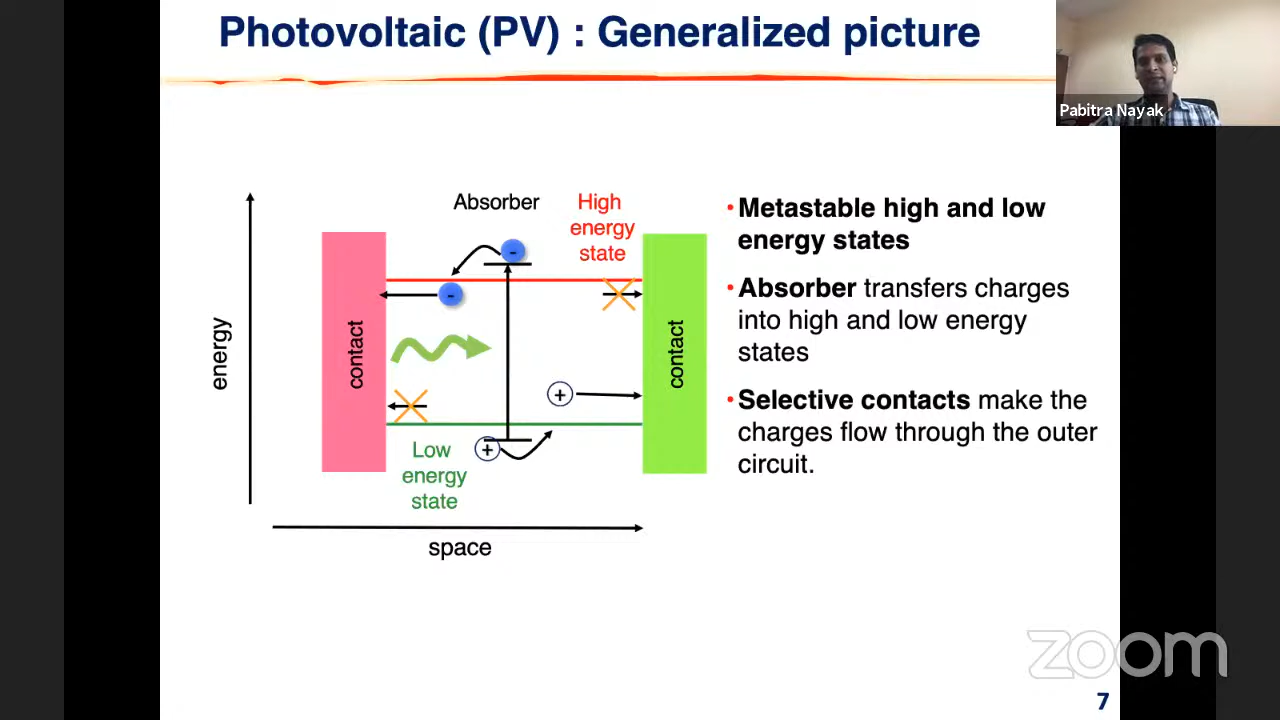 Photovoltaic (PV) : Generalized picture
Pabitra Nayak
Absorber
High
energy
state
energy
contact
contact
-
-
+
+
Low
energy
state
space
•Metastable high and low
energy states
•Absorber transfers charges
into high and low energy
states
•Selective contacts make the
charges flow through the outer
circuit.
zoom
7